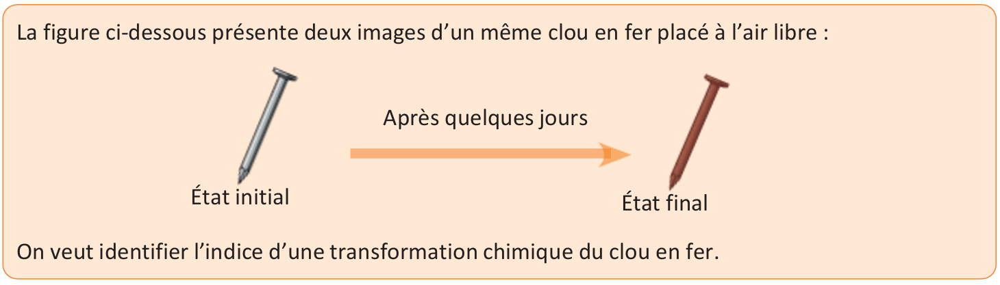 La figure ci-dessous présente deux images d’un même clou en fer placé à l’air libre :
Après quelques jours
État initial
État final
On veut identifier l’indice d’une transformation chimique du clou en fer.